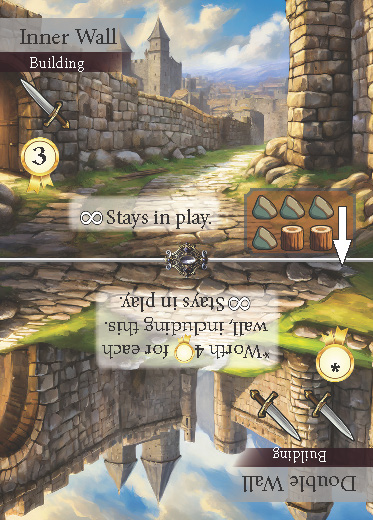 Inner Wall
Building
3
∞ Stays in play.
Double Wall
Building
*
*Worth 4 for each
wall, including this.
∞ Stays in play.